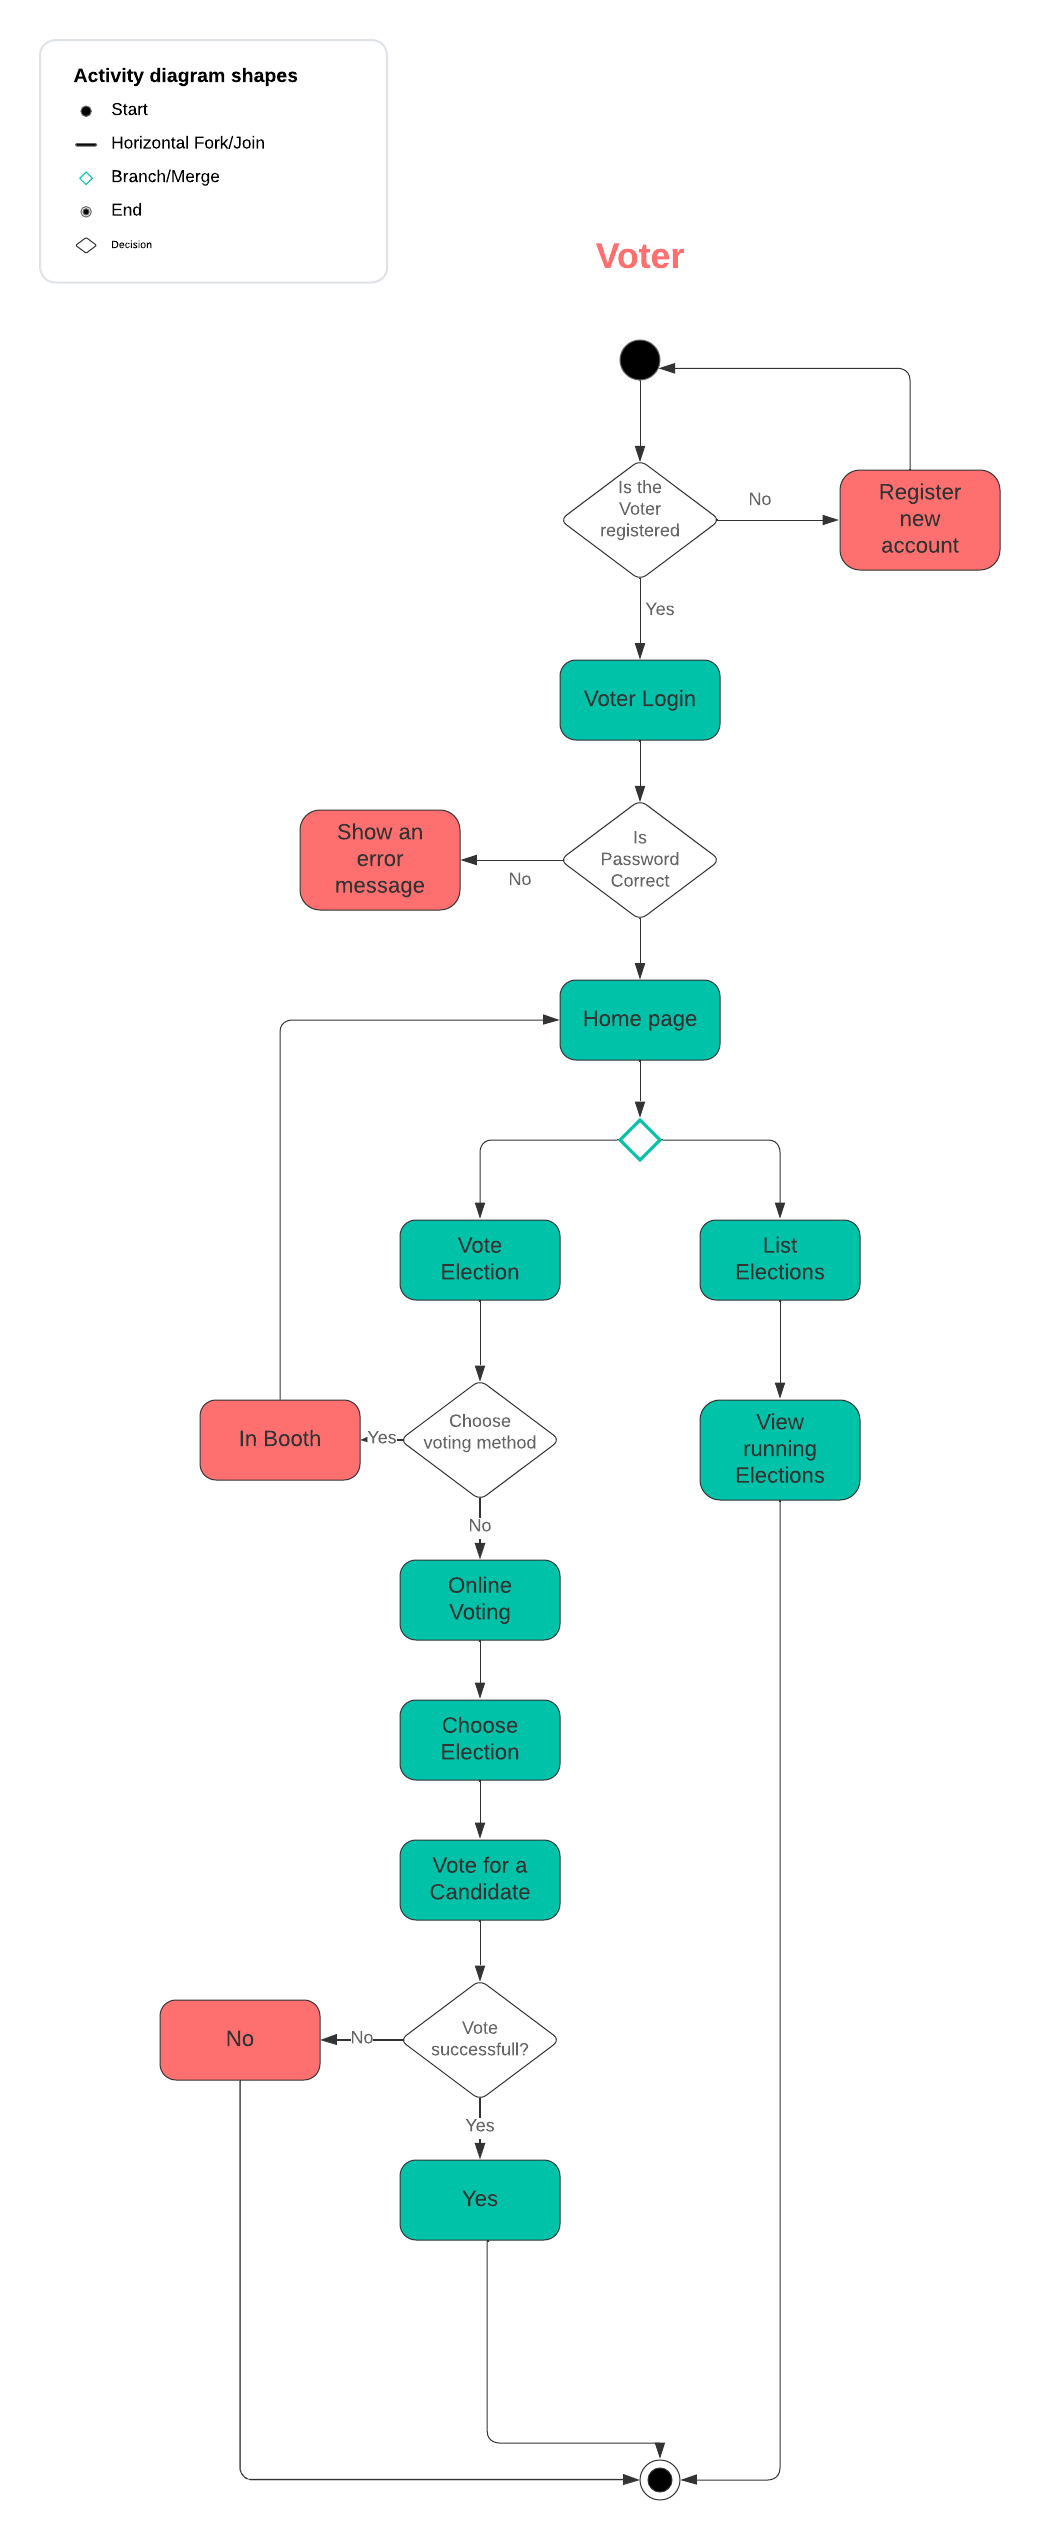 Activity diagram shapes
Start
Horizontal Fork/Join
Branch/Merge
End
Decision
Voter
Is the
Voter
registered
No
Register
new
account
Yes
Voter Login
Is
Password
Correct
No
Show an
error
message
Home page
Vote
Election
List
Elections
Choose
voting method
Yes
In Booth
View
running
Elections
No
Online
Voting
Choose
Election
Vote for a
Candidate
Vote
successfull?
No
No
Yes
Yes